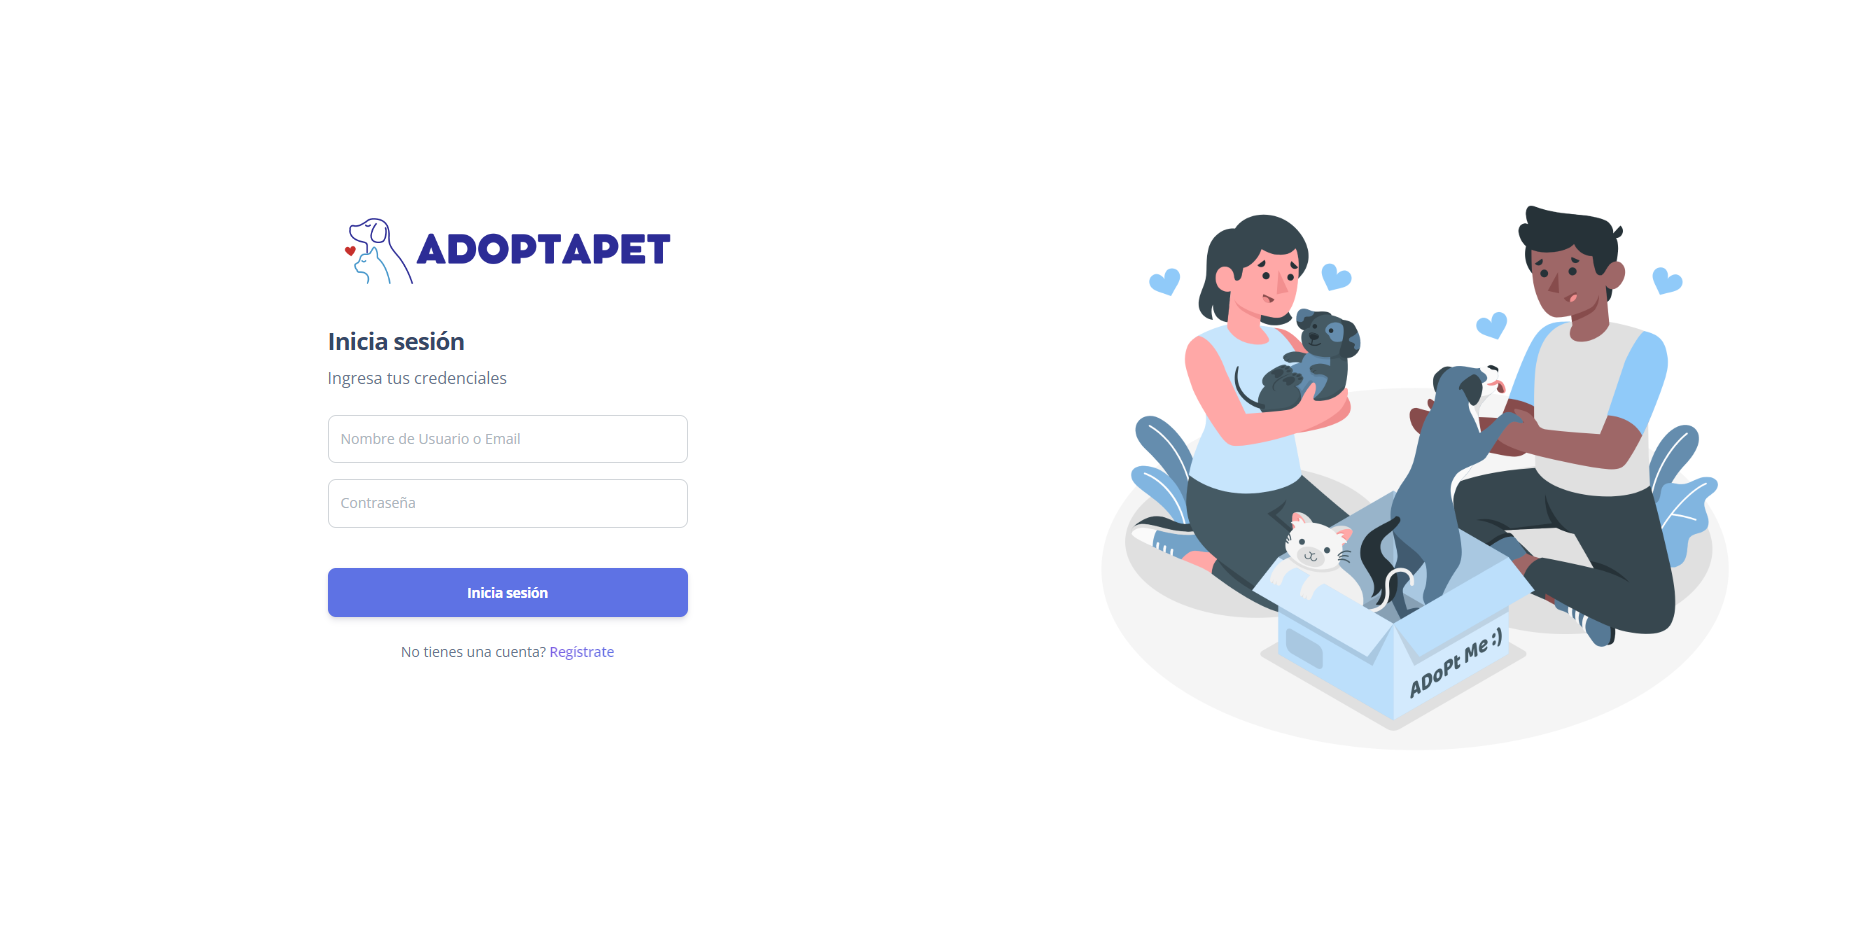 ADOPTAPET
Inicia sesión
Ingresa tus credenciales
Nombre de Usuario o Email
Contraseña
Inicia sesión
No tienes una cuenta? Regístrate
ADoPt Me :)